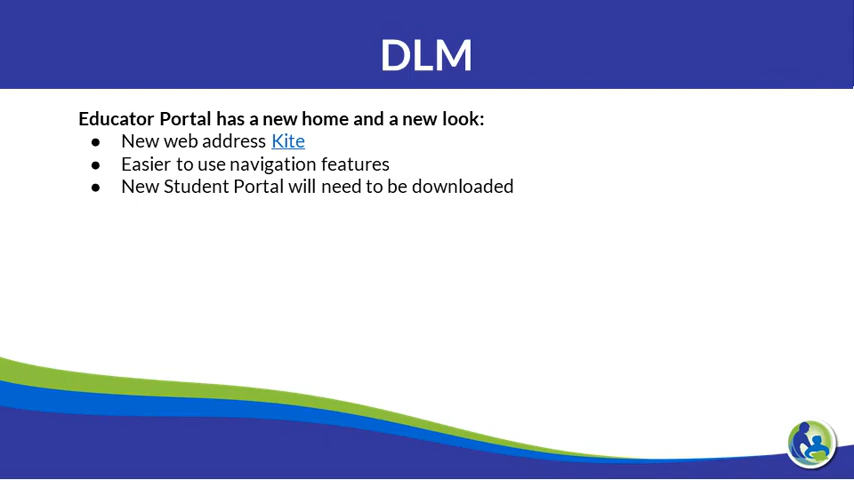 DLM
Educator Portal has a new home and a new look:
● New web address Kite
● Easier to use navigation features
● New Student Portal will need to be downloaded